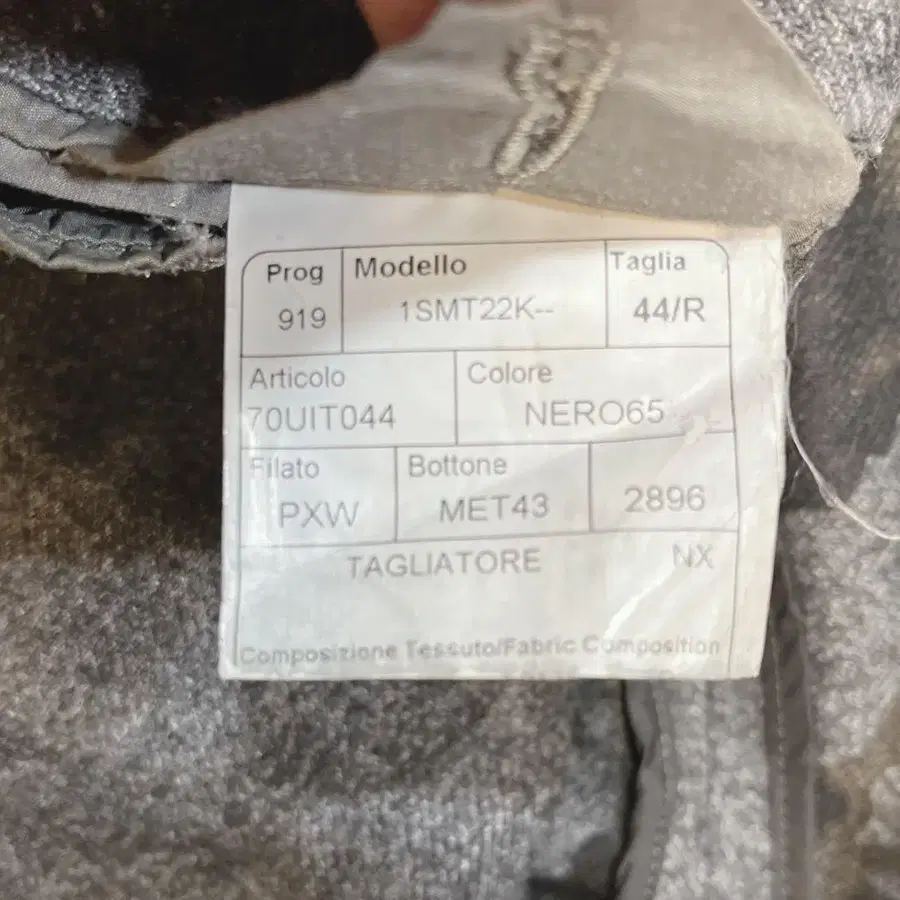 Prog Modello Taglia
919 1SMT22K-- 44/R
Articolo Colore
70UIT044 NERO65
Filato Bottone
PXW MET43 2896
TAGLIATORE NX
Composizione Tessuto/Fabric Composition